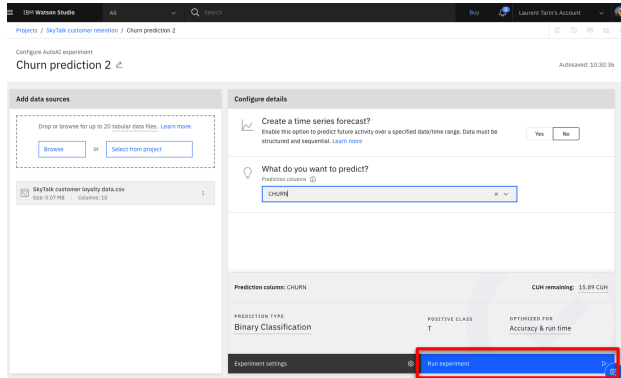 IBM Watson Studio
All
Search
Buy
Laurent Tarin's Account
Projects / SkyTalk customer retention / Churn prediction 2
Configure AutoAI experiment
Churn prediction 2
Autosaved: 10:30:36
Add data sources
Drop or browse for up to 20 tabular data files. Learn more.
Browse or Select from project
SkyTalk customer loyalty data.csv
Size: 0.07 MB Columns: 10
Configure details
Create a time series forecast?
Enable this option to predict future activity over a specified date/time range. Data must be
structured and sequential. Learn more
Yes No
What do you want to predict?
Prediction columns
CHURN
Prediction column: CHURN
CUH remaining: 15.89 CUH
PREDICTION TYPE
Binary Classification
POSITIVE CLASS
T
OPTIMIZED FOR
Accuracy & run time
Experiment settings
Run experiment